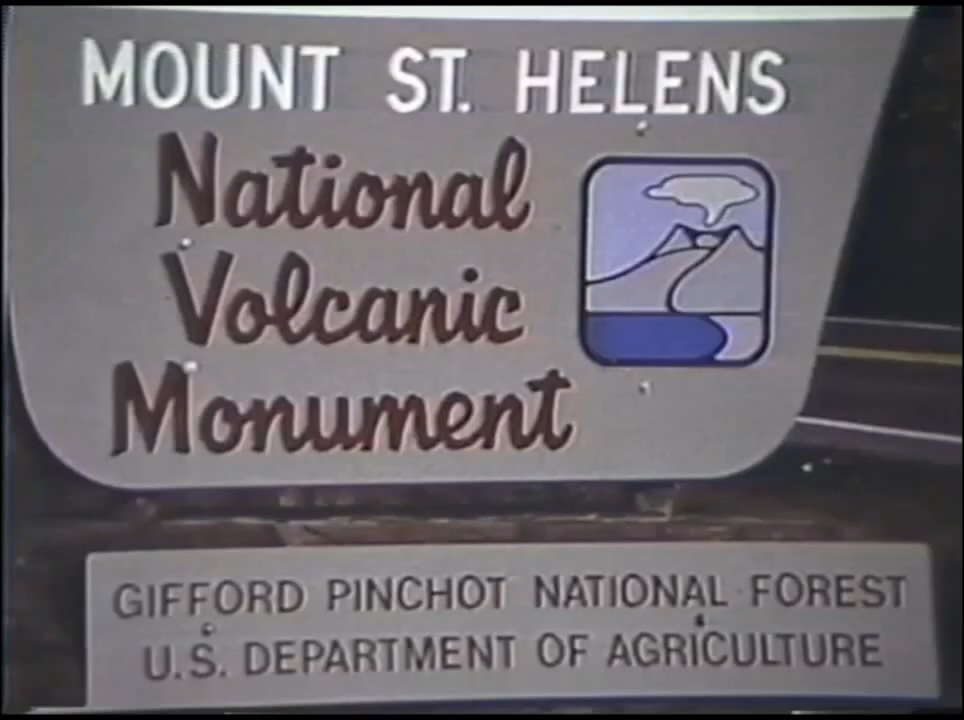 MOUNT ST. HELENS
National
Volcanic
Monument
GIFFORD PINCHOT NATIONAL FOREST
U.S. DEPARTMENT OF AGRICULTURE